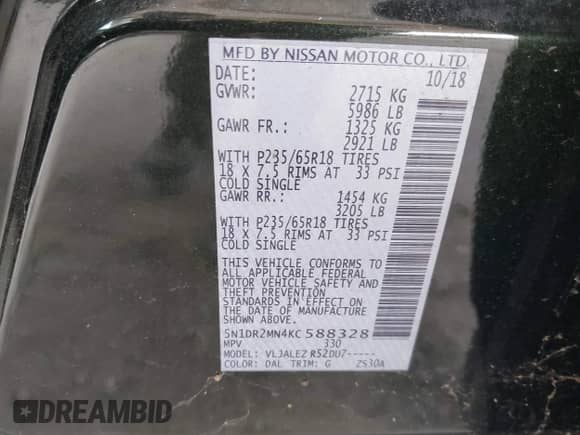 MFD BY NISSAN MOTOR CO., LTD.
DATE: 10/18
GVWR: 2715 KG
5986 LB
GAWR FR.: 1325 KG
2921 LB
WITH P235/65R18 TIRES
18 X 7.5 RIMS AT 33 PSI
COLD SINGLE
GAWR RR.: 1454 KG
3205 LB
WITH P235/65R18 TIRES
18 X 7.5 RIMS AT 33 PSI
COLD SINGLE
THIS VEHICLE CONFORMS TO
ALL APPLICABLE FEDERAL
MOTOR VEHICLE SAFETY AND
THEFT PREVENTION
STANDARDS IN EFFECT ON
THE DATE OF MANUFACTURE
SHOWN ABOVE.
5N1DR2MN4KC588328
MPV 330
MODEL: VLJALEZ R52DU7-----
COLOR: DAL TRIM: G ZS30A
DREAMBID